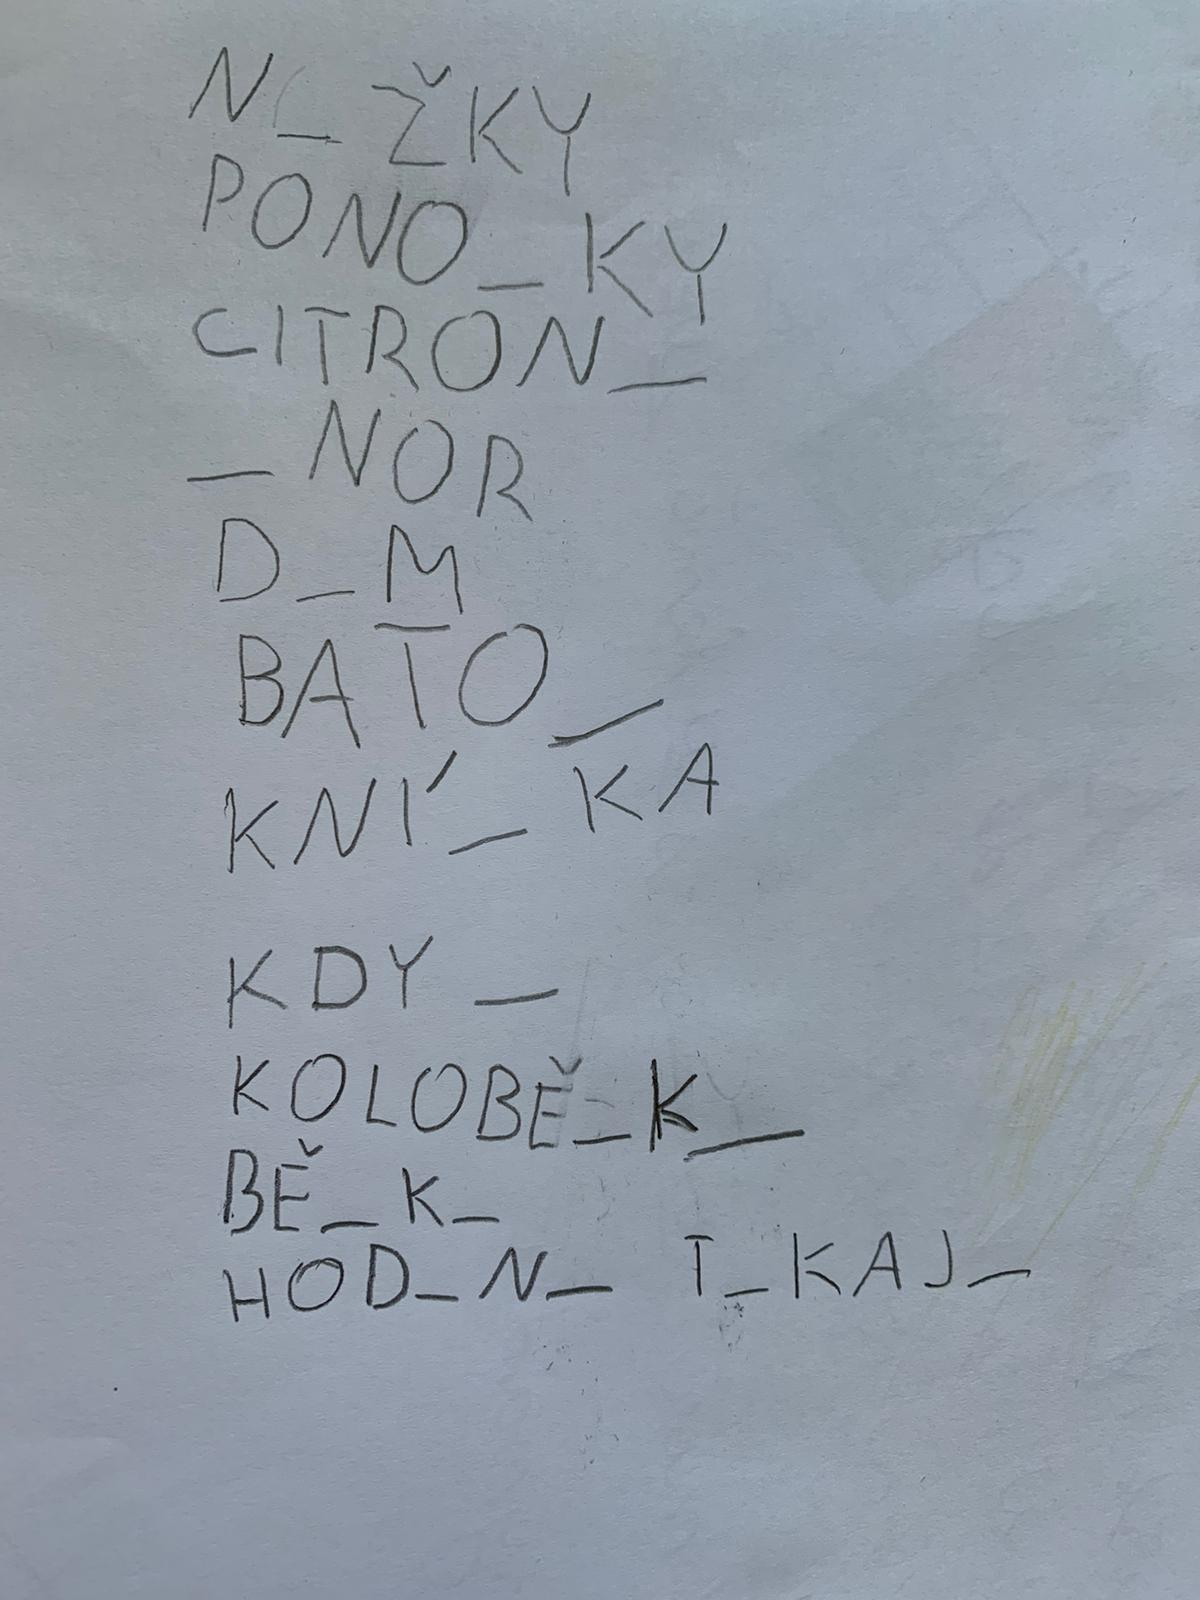 N_ŽKY
PONO_KY
CITRON_
_NOR
D_M
BATO_
KNÍ_KA
KDY_
KOLOBĚ_K_
BĚ_K_
HOD_N_ T_KAJ_